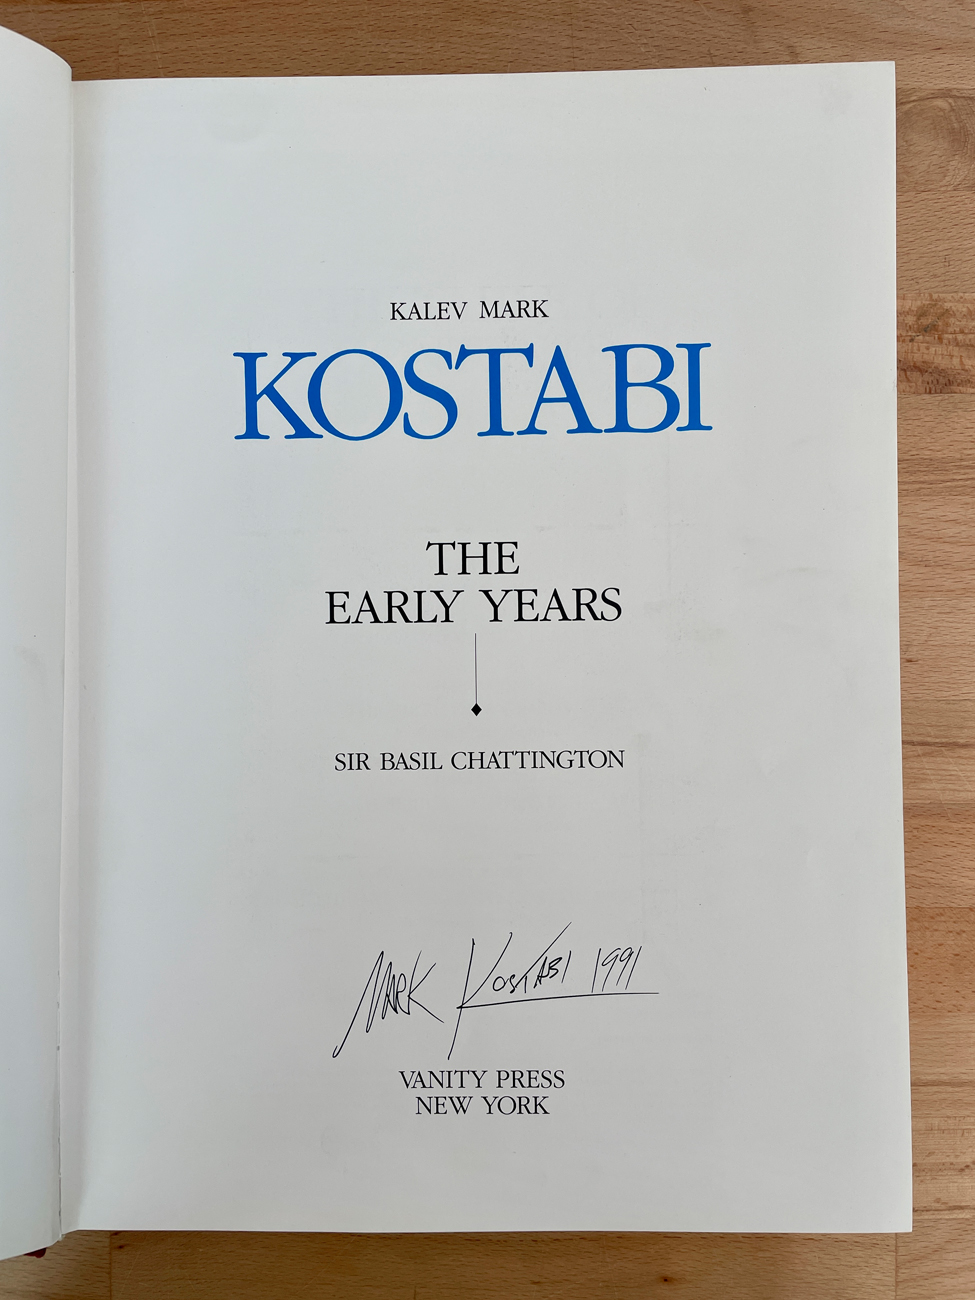 KALEV MARK
KOSTABI
THE
EARLY YEARS
SIR BASIL CHATTINGTON
MARK KOSTABI 1991
VANITY PRESS
NEW YORK